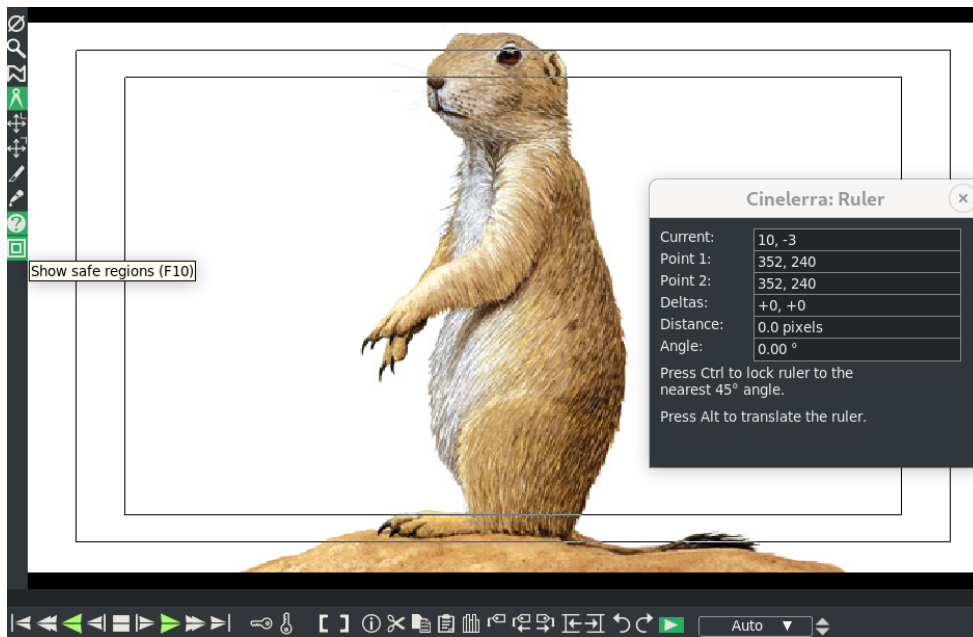 Show safe regions (F10)
Cinelerra: Ruler
Current: 10, -3
Point 1: 352, 240
Point 2: 352, 240
Deltas: +0, +0
Distance: 0.0 pixels
Angle: 0.00 °
Press Ctrl to lock ruler to the
nearest 45° angle.
Press Alt to translate the ruler.
Auto